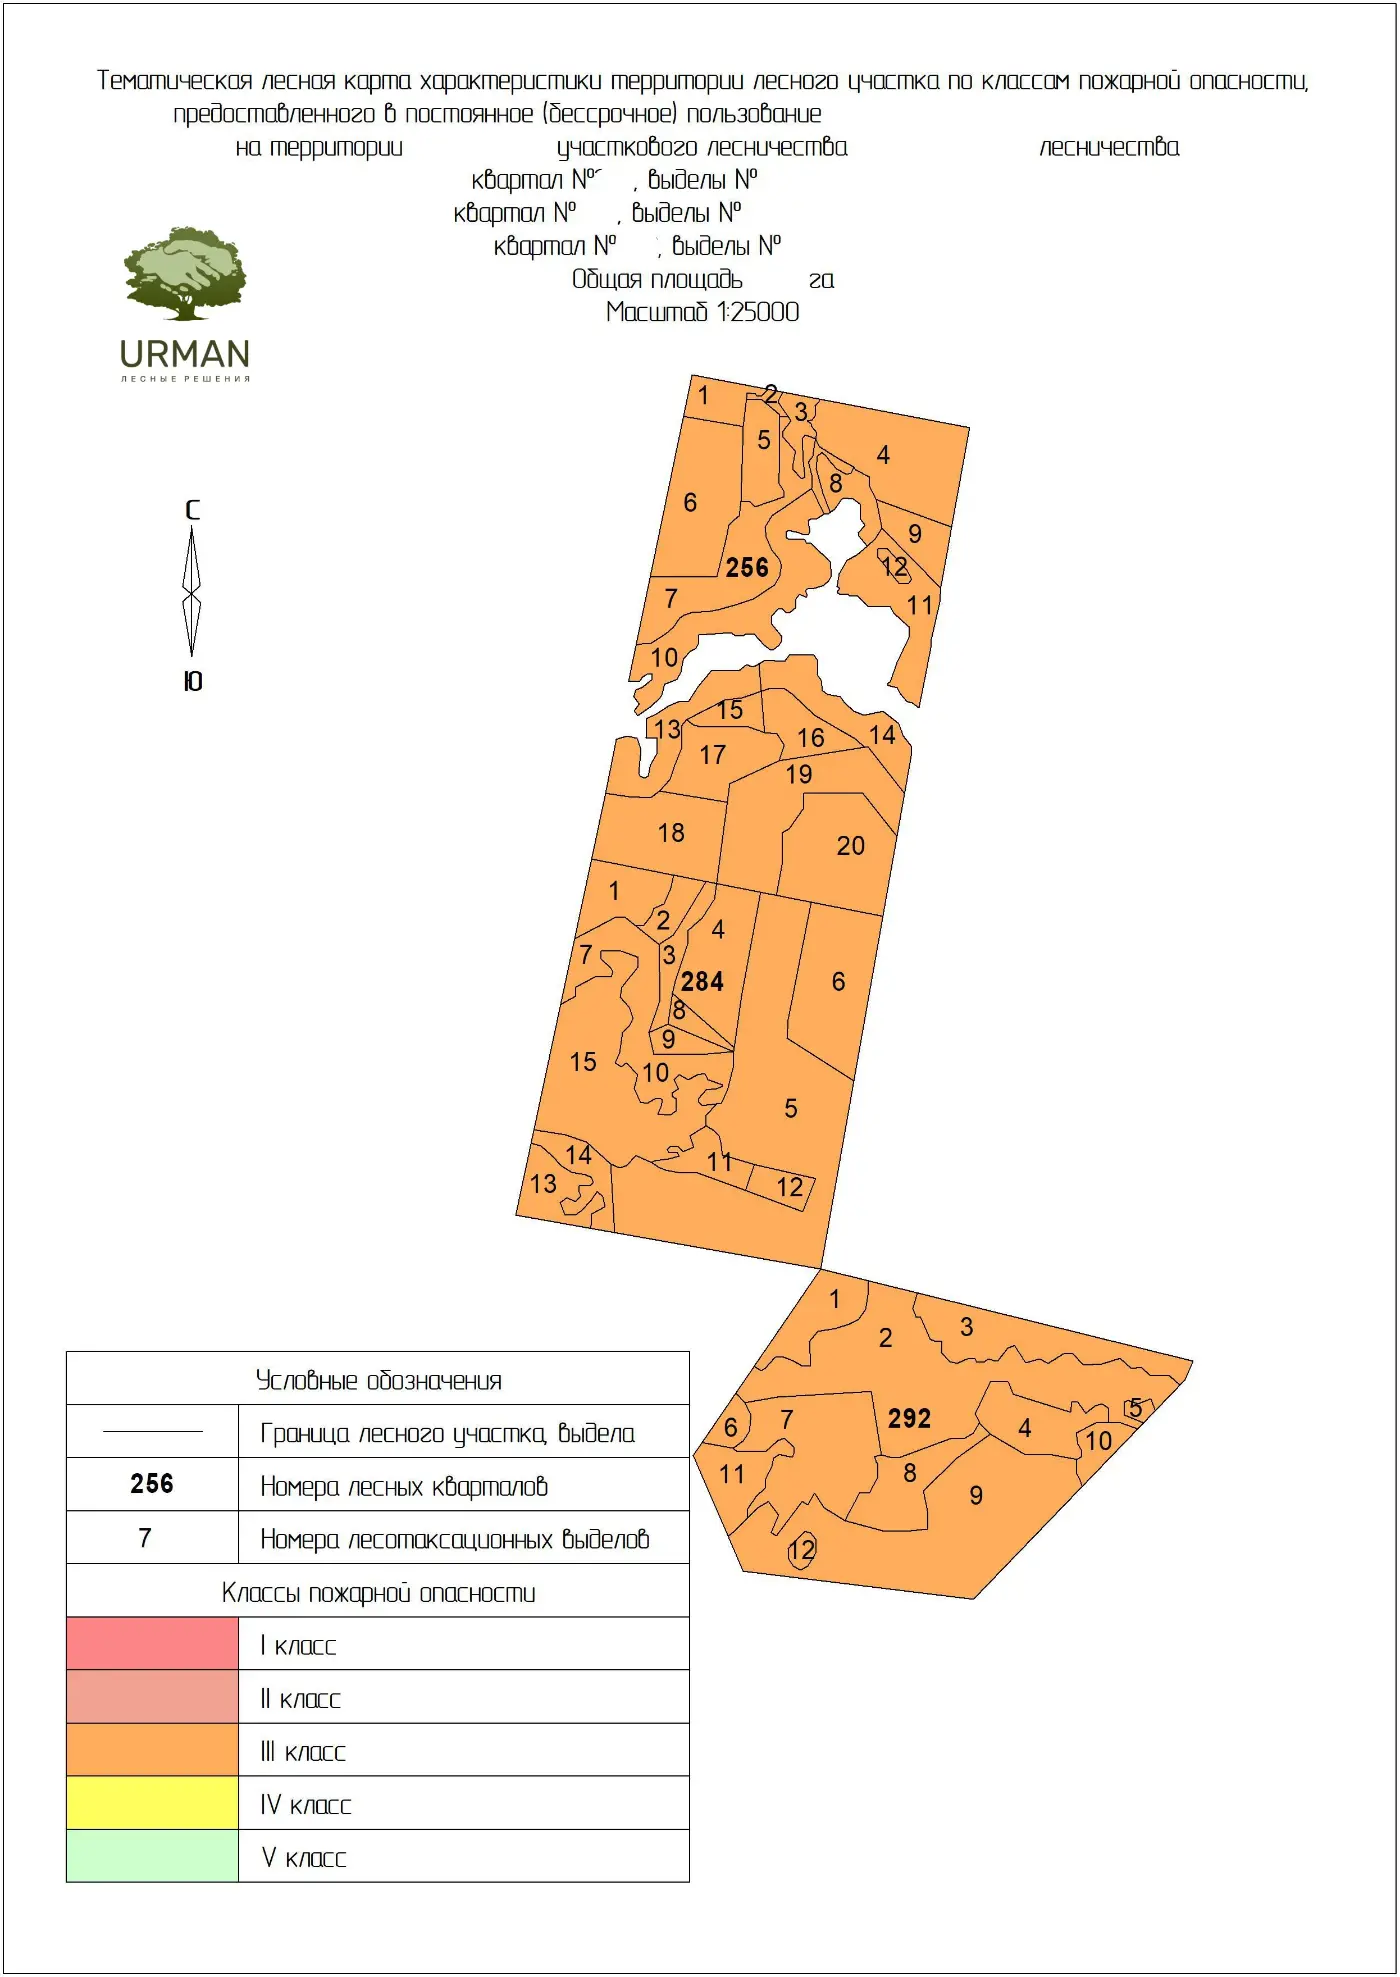 Тематическая лесная карта характеристики территории лесного участка по классам пожарной опасности,
предоставленного в постоянное (бессрочное) пользование
на территории участкового лесничества лесничества
квартал № , выделы №
квартал № , выделы №
квартал № , выделы №
Общая площадь га
Масштаб 1:25000
URMAN
ЛЕСНЫЕ РЕШЕНИЯ
С
Ю
1
2
3
4
5
6
8
9
256
12
7
11
10
15
13
16
14
17
19
18
20
1
2
4
7
3
284
6
8
9
15
10
5
14
11
13
12
1
3
2
5
6
7
292
4
10
11
8
9
12
Условные обозначения
Граница лесного участка, выдела
256 Номера лесных кварталов
7 Номера лесотаксационных выделов
Классы пожарной опасности
I класс
II класс
III класс
IV класс
V класс